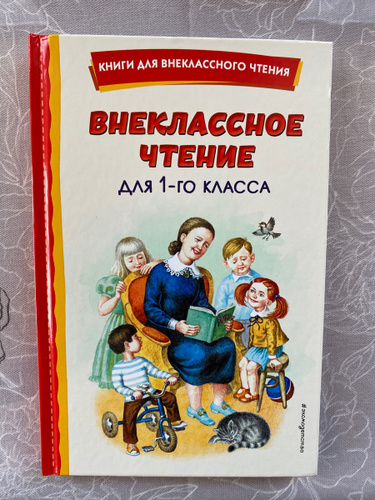 КНИГИ ДЛЯ ВНЕКЛАССНОГО ЧТЕНИЯ
ВНЕКЛАССНОЕ
ЧТЕНИЕ
ДЛЯ 1-ГО КЛАССА
#эксмодетство